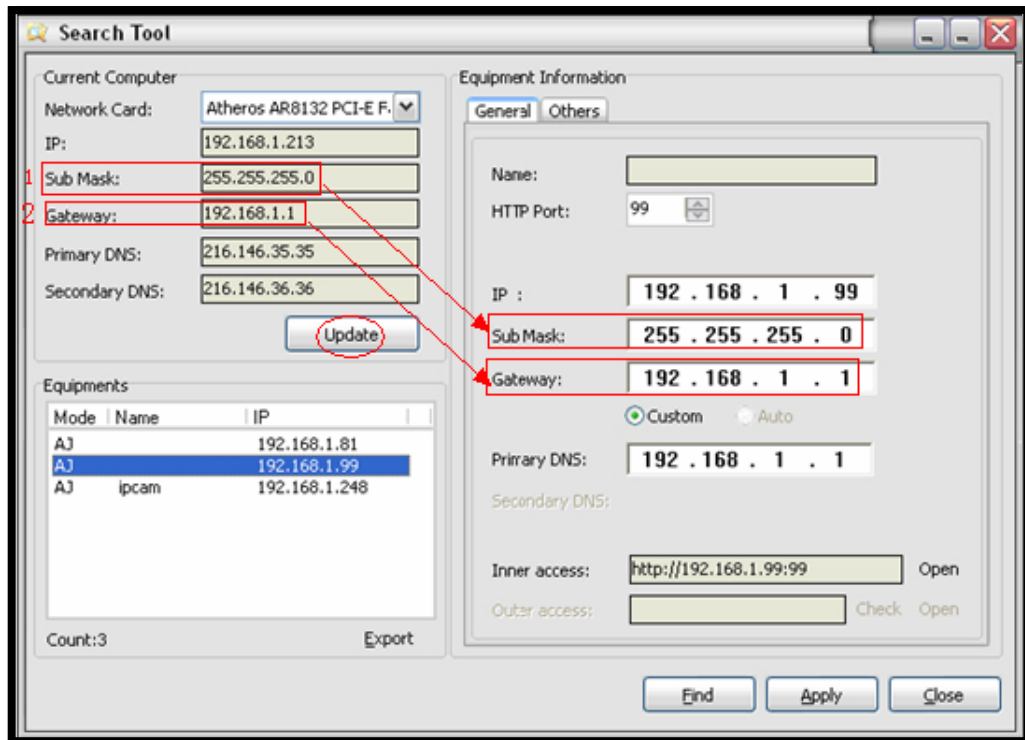 Search Tool
Current Computer
Network Card: Atheros AR8132 PCI-E F
IP: 192.168.1.213
1 Sub Mask: 255.255.255.0
2 Gateway: 192.168.1.1
Primary DNS: 216.146.35.35
Secondary DNS: 216.146.36.36
Update
Equipments
Mode Name IP
AJ 192.168.1.81
AJ 192.168.1.99
AJ ipcam 192.168.1.248
Count:3 Export
Equipment Information
General Others
Name:
HTTP Port: 99
IP : 192 . 168 . 1 . 99
Sub Mask: 255 . 255 . 255 . 0
Gateway: 192 . 168 . 1 . 1
Custom Auto
Primary DNS: 192 . 168 . 1 . 1
Secondary DNS:
Inner access: http://192.168.1.99:99 Open
Outer access: Check Open
Find Apply Close